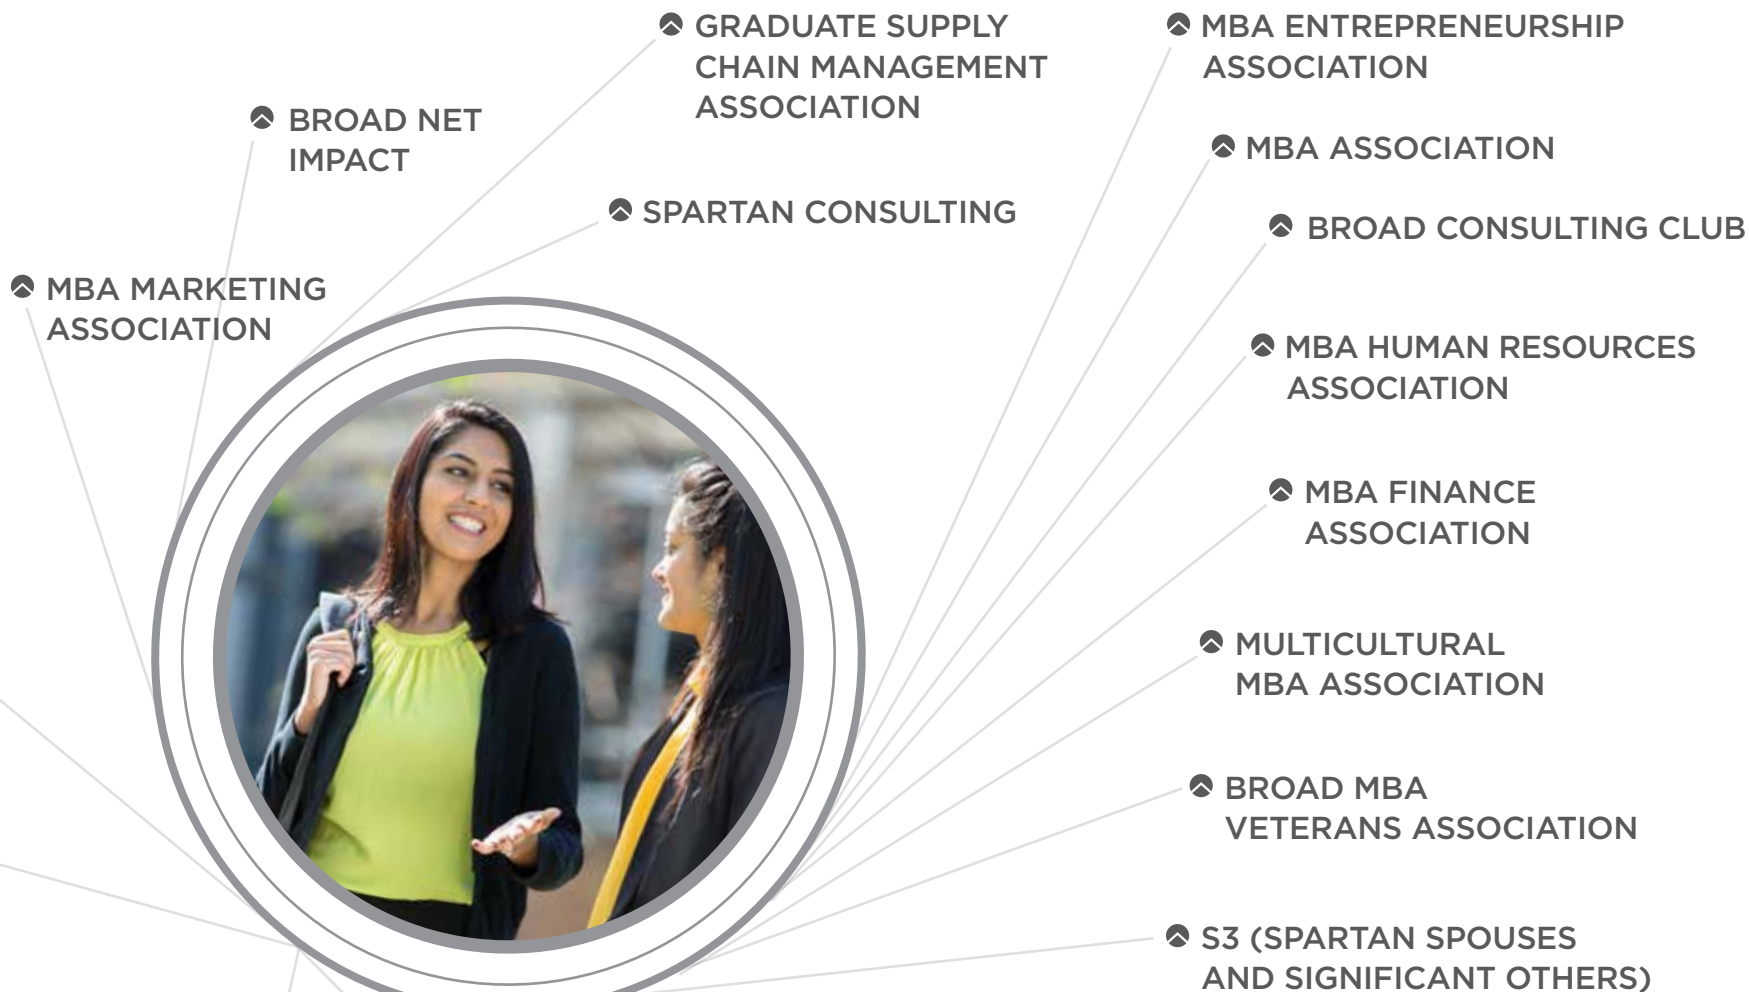 GRADUATE SUPPLY
CHAIN MANAGEMENT
ASSOCIATION
MBA ENTREPRENEURSHIP
ASSOCIATION
BROAD NET
IMPACT
MBA ASSOCIATION
SPARTAN CONSULTING
BROAD CONSULTING CLUB
MBA MARKETING
ASSOCIATION
MBA HUMAN RESOURCES
ASSOCIATION
MBA FINANCE
ASSOCIATION
MULTICULTURAL
MBA ASSOCIATION
BROAD MBA
VETERANS ASSOCIATION
S3 (SPARTAN SPOUSES
AND SIGNIFICANT OTHERS)